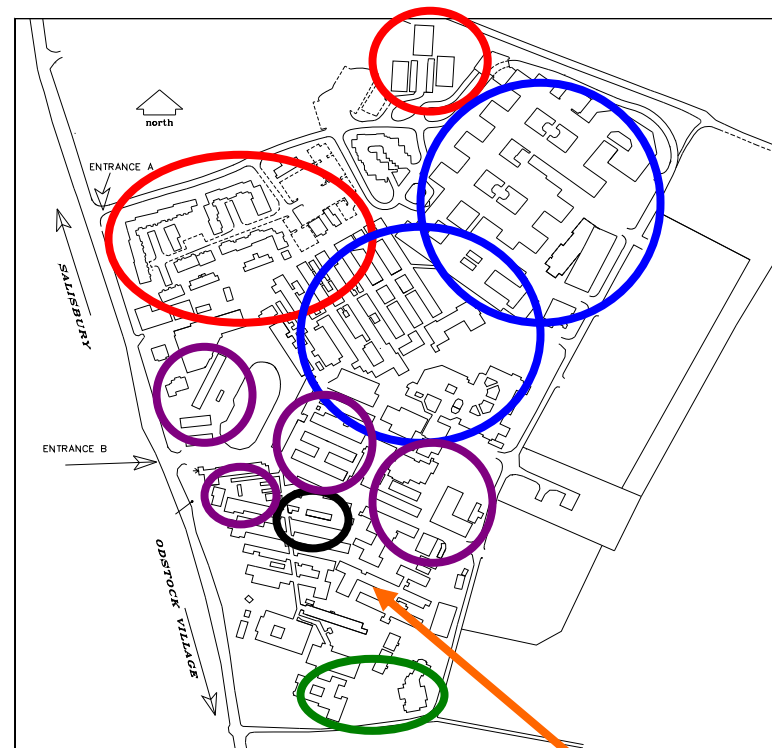 north
ENTRANCE A
SALISBURY
ENTRANCE B
ODSTOCK VILLAGE